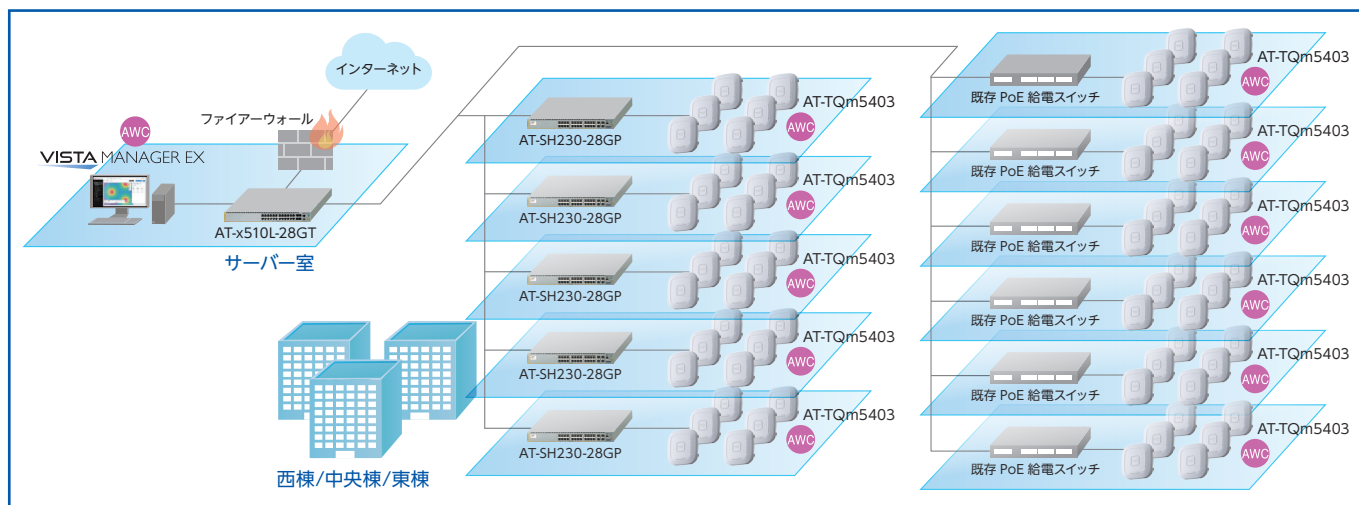 インターネット
ファイアーウォール
AWC
VISTA MANAGER EX
AT-x510L-28GT
サーバー室
西棟/中央棟/東棟
AT-TQm5403
AWC
AT-SH230-28GP
AT-TQm5403
AWC
AT-SH230-28GP
AT-TQm5403
AWC
AT-SH230-28GP
AT-TQm5403
AWC
AT-SH230-28GP
AT-TQm5403
AWC
AT-SH230-28GP
AT-TQm5403
AWC
既存 PoE 給電スイッチ
AT-TQm5403
AWC
既存 PoE 給電スイッチ
AT-TQm5403
AWC
既存 PoE 給電スイッチ
AT-TQm5403
AWC
既存 PoE 給電スイッチ
AT-TQm5403
AWC
既存 PoE 給電スイッチ
AT-TQm5403
AWC
既存 PoE 給電スイッチ